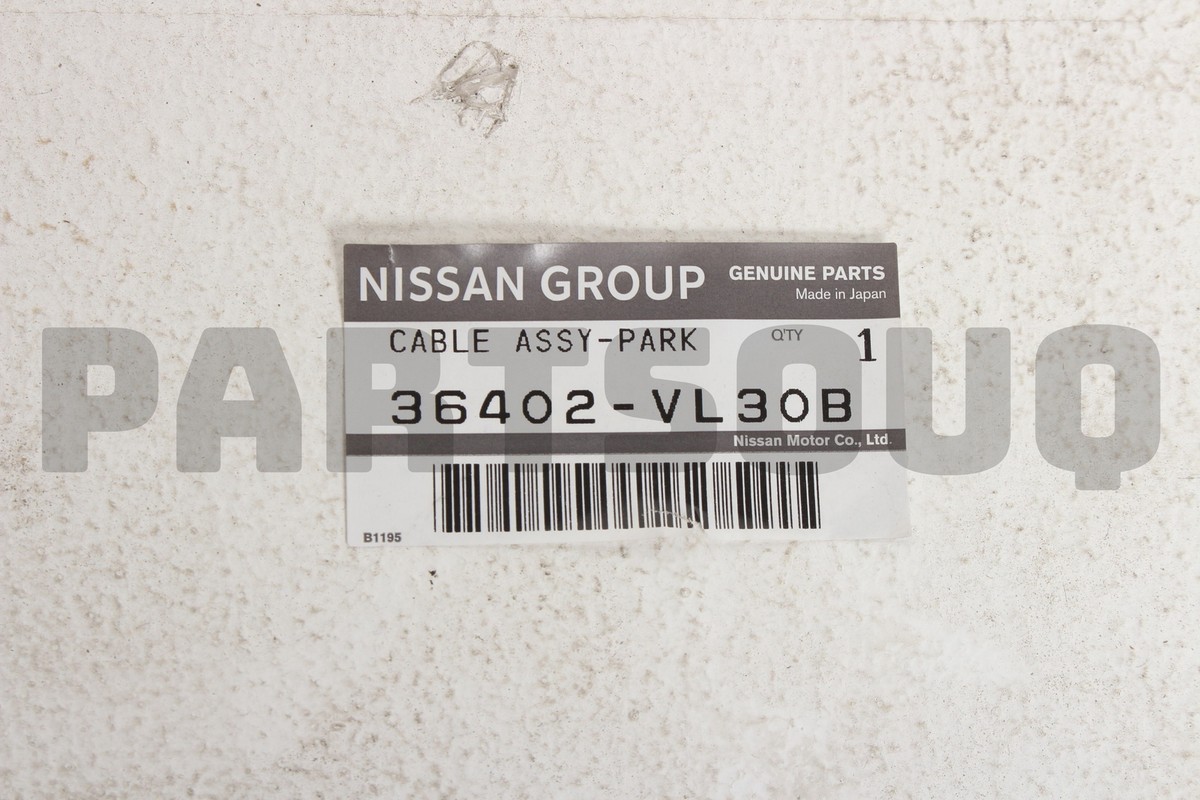 NISSAN GROUP
GENUINE PARTS
Made in Japan
CABLE ASSY-PARK
Q'TY 1
36402-VL30B
Nissan Motor Co., Ltd.
B1195
PARTSOUQ